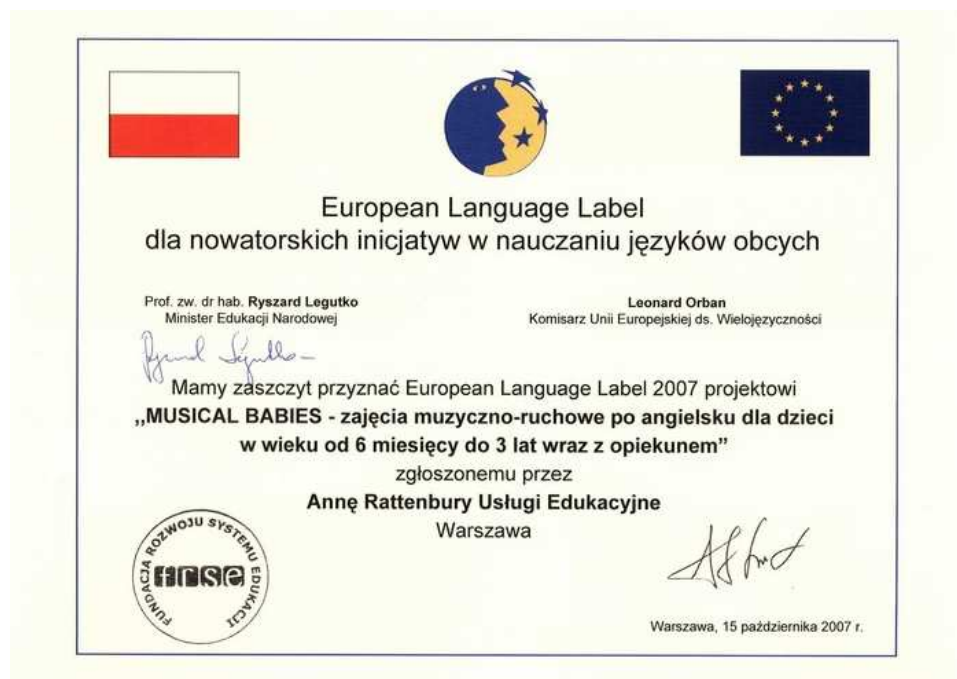 European Language Label
dla nowatorskich inicjatyw w nauczaniu języków obcych
Prof. zw. dr hab. Ryszard Legutko
Minister Edukacji Narodowej
Leonard Orban
Komisarz Unii Europejskiej ds. Wielojęzyczności
Mamy zaszczyt przyznać European Language Label 2007 projektowi
„MUSICAL BABIES - zajęcia muzyczno-ruchowe po angielsku dla dzieci
w wieku od 6 miesięcy do 3 lat wraz z opiekunem”
zgłoszonemu przez
Annę Rattenbury Usługi Edukacyjne
Warszawa
FUNDACJA ROZWOJU SYSTEMU EDUKACJI
frse
Warszawa, 15 października 2007 r.